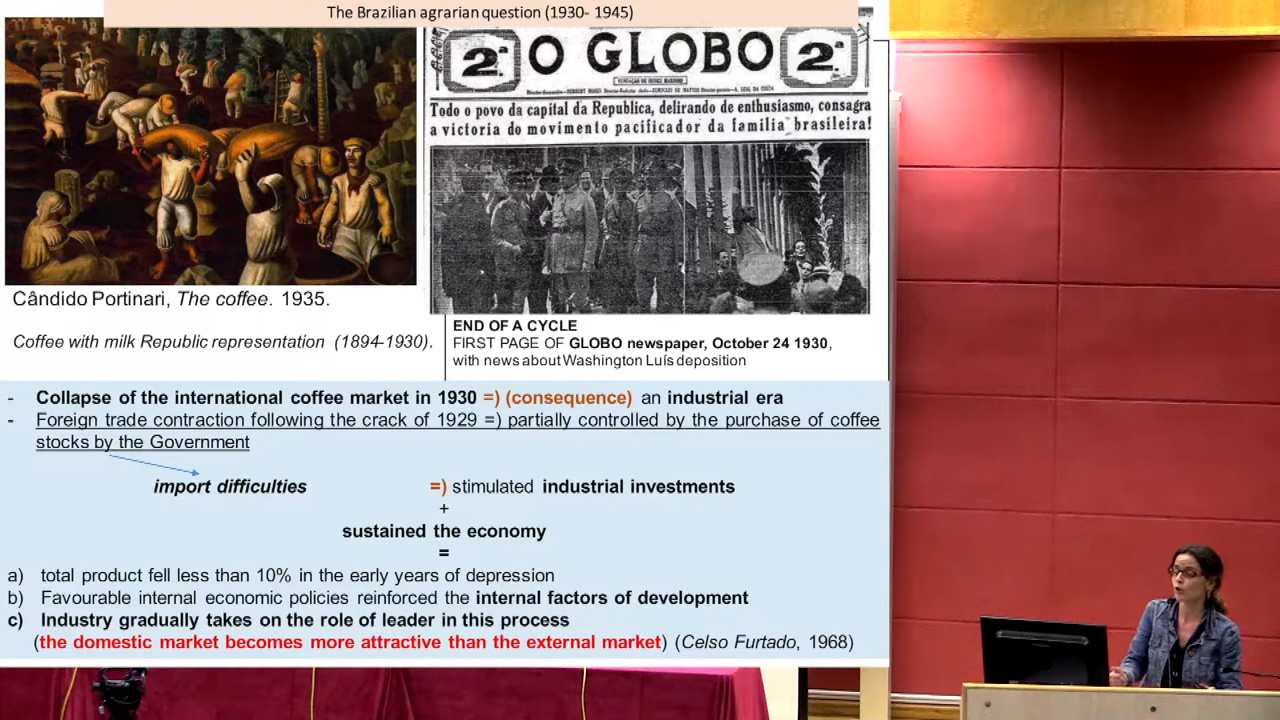 The Brazilian agrarian question (1930- 1945)
2ª O GLOBO 2ª
Todo o povo da capital da Republica, delirando de enthusiasmo, consagra
a victoria do movimento pacificador da familia brasileira!
Cândido Portinari, The coffee. 1935.
Coffee with milk Republic representation (1894-1930).
END OF A CYCLE
FIRST PAGE OF GLOBO newspaper, October 24 1930,
with news about Washington Luís deposition
- Collapse of the international coffee market in 1930 =) (consequence) an industrial era
- Foreign trade contraction following the crack of 1929 =) partially controlled by the purchase of coffee
stocks by the Government
import difficulties =) stimulated industrial investments
+
sustained the economy
=
a) total product fell less than 10% in the early years of depression
b) Favourable internal economic policies reinforced the internal factors of development
c) Industry gradually takes on the role of leader in this process
(the domestic market becomes more attractive than the external market) (Celso Furtado, 1968)